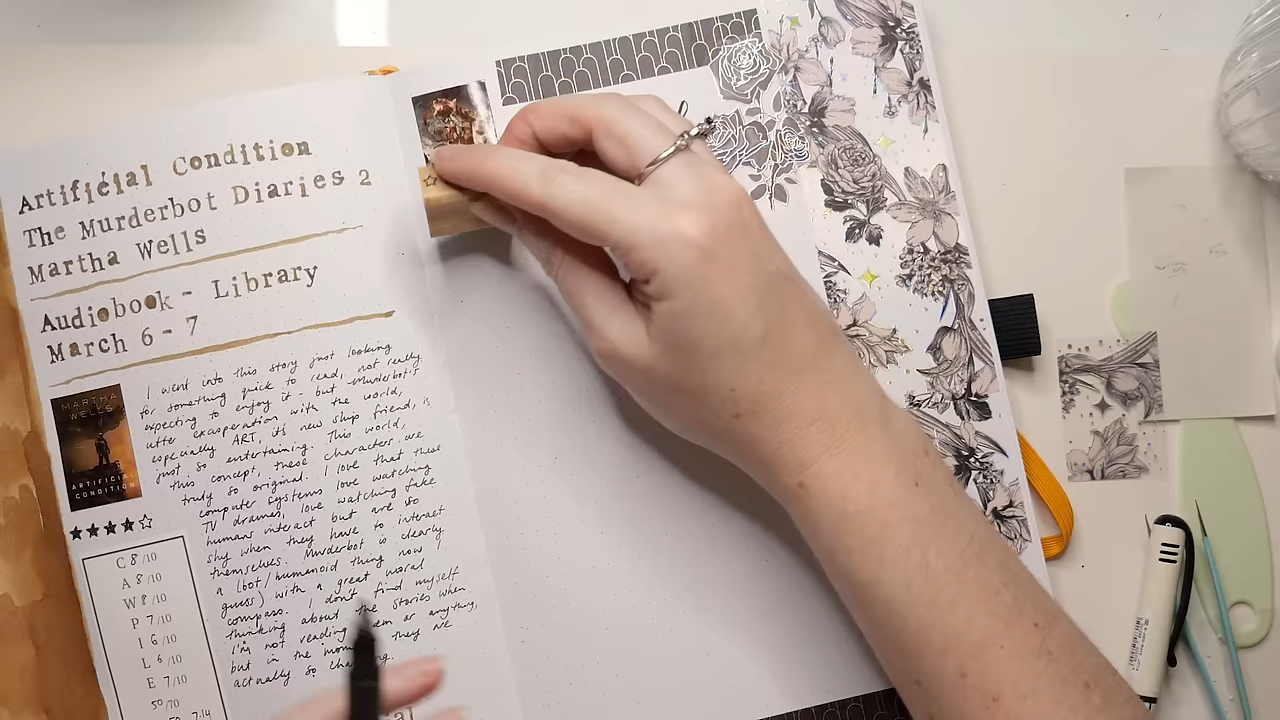 Artificial Condition
The Murderbot Diaries 2
Martha Wells
Audiobook - Library
March 6 - 7
MARTHA
WELLS
ARTIFICIAL
CONDITION
I went into this story just looking
for something quick to read, not really
expecting to enjoy it - but Murderbot's
utter exasperation with the world,
especially ART, it's new ship friend, is
just so entertaining. This world,
this concept, these characters are
truly so original. I love that these
computer systems love watching
TV dramas, love watching fake
humans interact but are so
shy when they have to interact
themselves. Murderbot is clearly
a (bot/humanoid thing now I
guess) with a great moral
compass. I don't find myself
thinking about the stories when
I'm not reading them or anything,
but in the moment they are
actually so
C 8/10
A 8/10
W 8/10
P 7/10
I 6/10
L 6/10
E 7/10
50/70
7.14